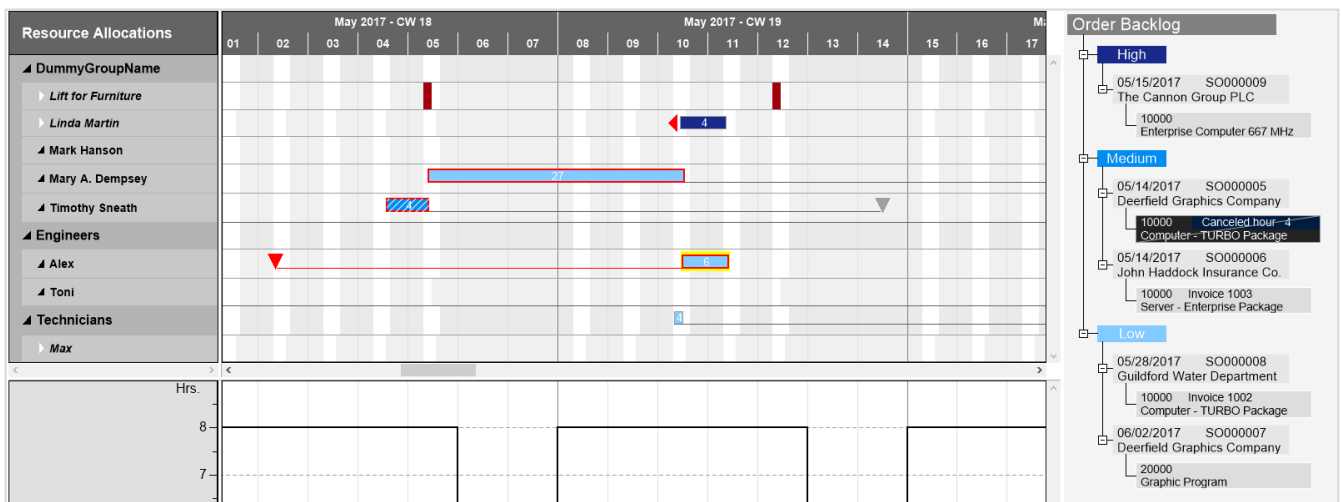 Resource Allocations
May 2017 - CW 18
May 2017 - CW 19
Ma
01 02 03 04 05 06 07 08 09 10 11 12 13 14 15 16 17
DummyGroupName
Lift for Furniture
Linda Martin
4
Mark Hanson
Mary A. Dempsey
27
Timothy Sneath
4
Engineers
Alex
6
Toni
Technicians
4
Max
Hrs.
8
7
Order Backlog
High
05/15/2017 SO000009
The Cannon Group PLC
10000
Enterprise Computer 667 MHz
Medium
05/14/2017 SO000005
Deerfield Graphics Company
10000 Canceled hour 4
Computer - TURBO Package
05/14/2017 SO000006
John Haddock Insurance Co.
10000 Invoice 1003
Server - Enterprise Package
Low
05/28/2017 SO000008
Guildford Water Department
10000 Invoice 1002
Computer - TURBO Package
06/02/2017 SO000007
Deerfield Graphics Company
20000
Graphic Program